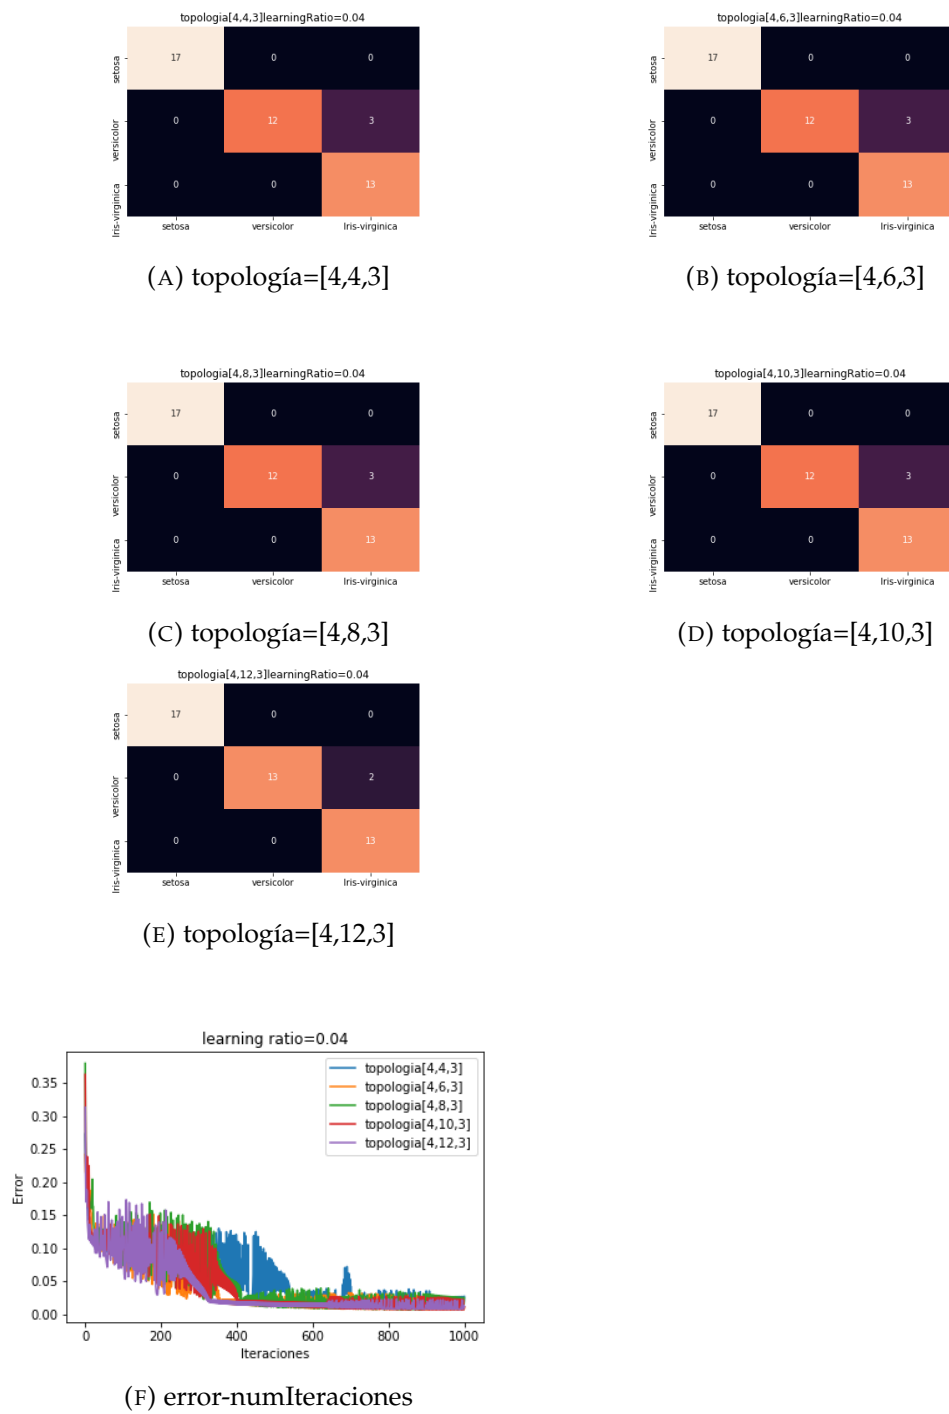 topologia[4,4,3]learningRatio=0.04
setosa
versicolor
Iris-virginica
17 0 0
0 12 3
0 0 13
setosa versicolor Iris-virginica
(A) topología=[4,4,3]
topologia[4,6,3]learningRatio=0.04
setosa
versicolor
Iris-virginica
17 0 0
0 12 3
0 0 13
setosa versicolor Iris-virginica
(B) topología=[4,6,3]
topologia[4,8,3]learningRatio=0.04
setosa
versicolor
Iris-virginica
17 0 0
0 12 3
0 0 13
setosa versicolor Iris-virginica
(C) topología=[4,8,3]
topologia[4,10,3]learningRatio=0.04
setosa
versicolor
Iris-virginica
17 0 0
0 12 3
0 0 13
setosa versicolor Iris-virginica
(D) topología=[4,10,3]
topologia[4,12,3]learningRatio=0.04
setosa
versicolor
Iris-virginica
17 0 0
0 13 2
0 0 13
setosa versicolor Iris-virginica
(E) topología=[4,12,3]
learning ratio=0.04
Error
0.35
0.30
0.25
0.20
0.15
0.10
0.05
0.00
topologia[4,4,3]
topologia[4,6,3]
topologia[4,8,3]
topologia[4,10,3]
topologia[4,12,3]
0 200 400 600 800 1000
Iteraciones
(F) error-numIteraciones